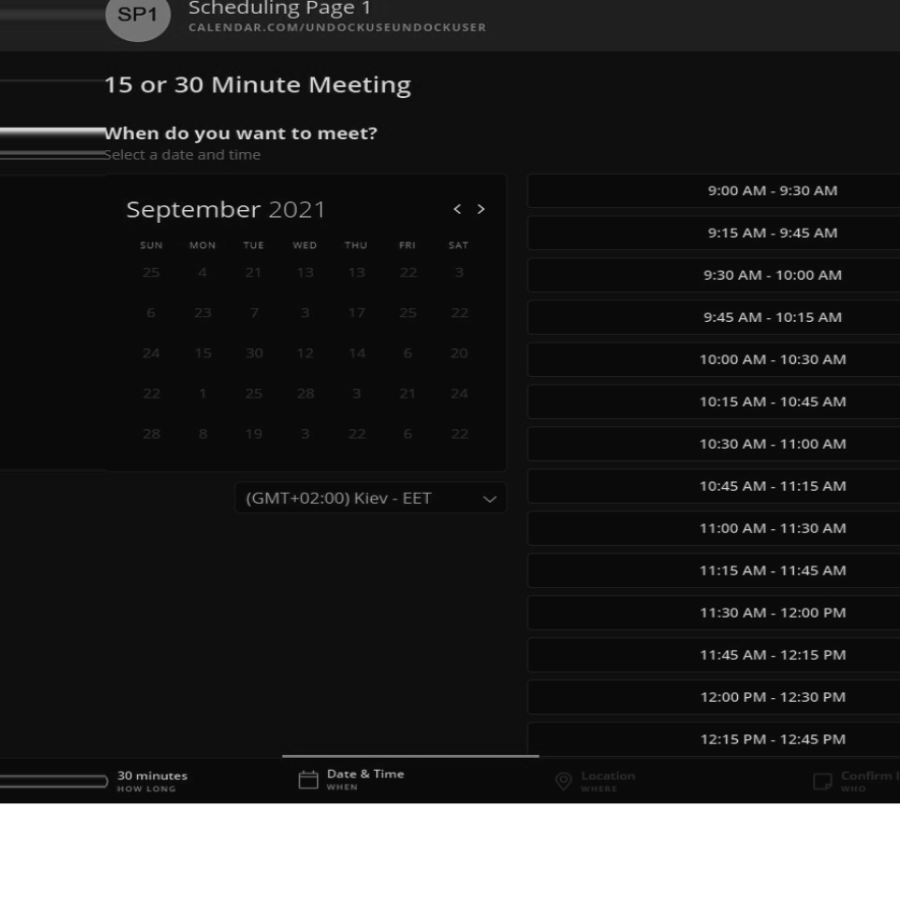 SP1
Scheduling Page 1
CALENDAR.COM/UNDOCKUSEUNDOCKUSER
15 or 30 Minute Meeting
When do you want to meet?
Select a date and time
September 2021 < >
SUN MON TUE WED THU FRI SAT
25 4 21 13 13 22 3
6 23 7 3 17 25 22
24 15 30 12 14 6 20
22 1 25 28 3 21 24
28 8 19 3 22 6 22
(GMT+02:00) Kiev - EET
9:00 AM - 9:30 AM
9:15 AM - 9:45 AM
9:30 AM - 10:00 AM
9:45 AM - 10:15 AM
10:00 AM - 10:30 AM
10:15 AM - 10:45 AM
10:30 AM - 11:00 AM
10:45 AM - 11:15 AM
11:00 AM - 11:30 AM
11:15 AM - 11:45 AM
11:30 AM - 12:00 PM
11:45 AM - 12:15 PM
12:00 PM - 12:30 PM
12:15 PM - 12:45 PM
30 minutes
HOW LONG
Date & Time
WHEN
Location
WHERE
Confirm
WHO